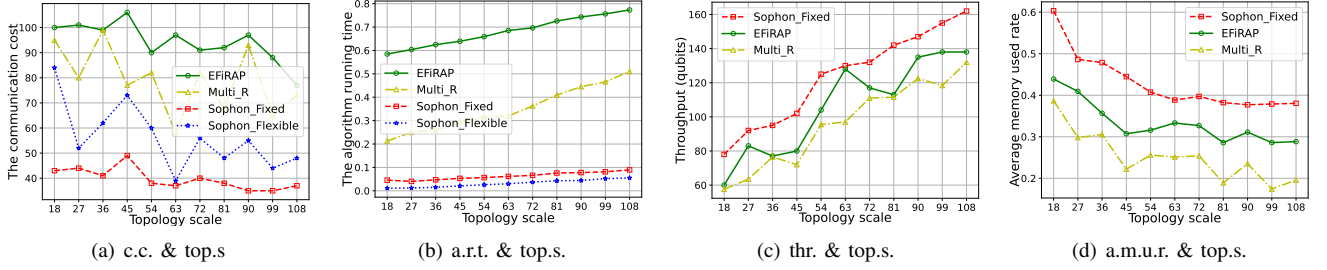 The communication cost
100
90
80
70
60
50
40
EFiRAP
Multi_R
Sophon_Fixed
Sophon_Flexible
18 27 36 45 54 63 72 81 90 99 108
Topology scale
(a) c.c. & top.s
The algorithm running time
0.8
0.7
0.6
0.5
0.4
0.3
0.2
0.1
0.0
EFiRAP
Multi_R
Sophon_Fixed
Sophon_Flexible
18 27 36 45 54 63 72 81 90 99 108
Topology scale
(b) a.r.t. & top.s.
Throughput (qubits)
160
140
120
100
80
60
Sophon_Fixed
EFiRAP
Multi_R
18 27 36 45 54 63 72 81 90 99 108
Topology scale
(c) thr. & top.s.
Average memory used rate
0.6
0.5
0.4
0.3
0.2
Sophon_Fixed
EFiRAP
Multi_R
18 27 36 45 54 63 72 81 90 99 108
Topology scale
(d) a.m.u.r. & top.s.